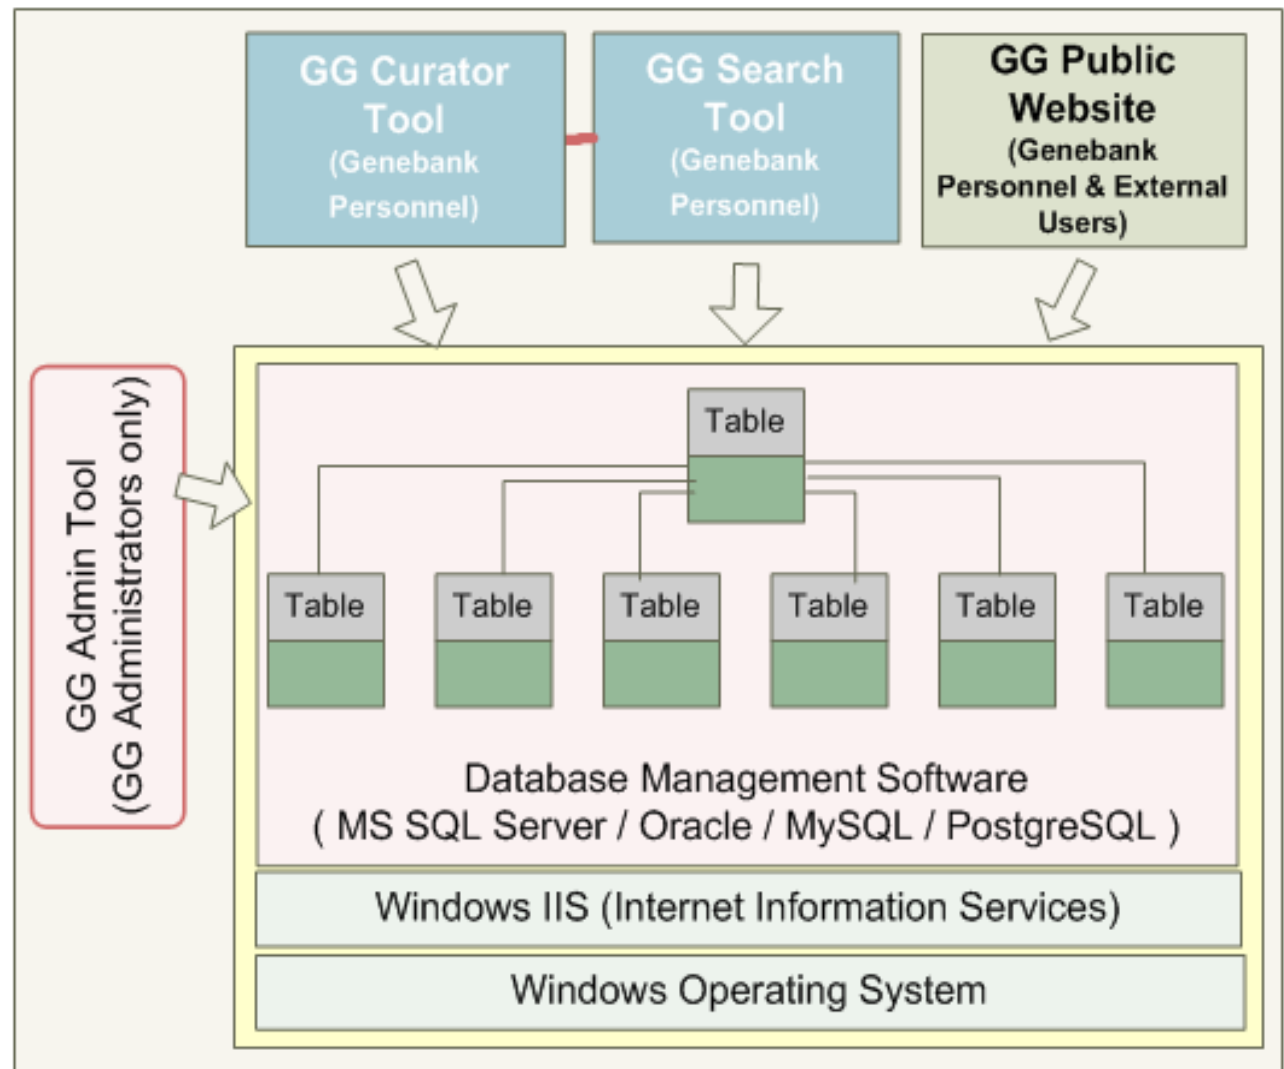 GG Curator
Tool
(Genebank
Personnel)
GG Search
Tool
(Genebank
Personnel)
GG Public
Website
(Genebank
Personnel & External
Users)
GG Admin Tool
(GG Administrators only)
Table
Table
Table
Table
Table
Table
Table
Database Management Software
( MS SQL Server / Oracle / MySQL / PostgreSQL )
Windows IIS (Internet Information Services)
Windows Operating System